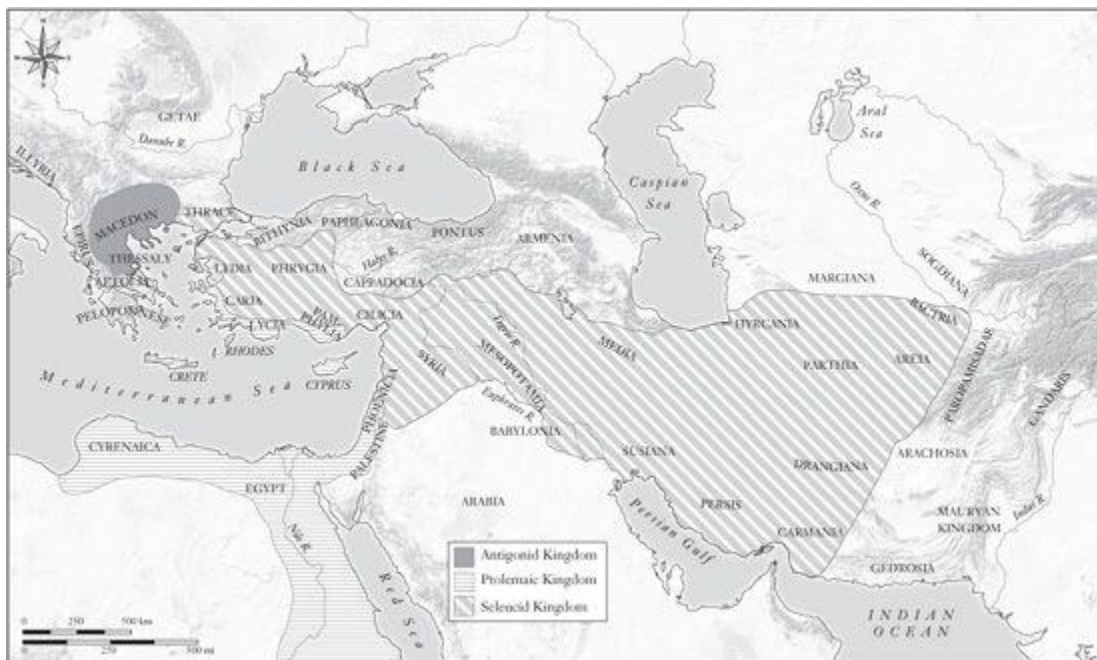 GETAE
Danube R.
ILLYRIA
Black Sea
Caspian
Sea
Aral
Sea
Oxus R.
MACEDON
THRACE
BITHYNIA
PAPHLAGONIA
PONTUS
ARMENIA
EPIRUS
THESSALY
AETOLIA
PELOPONNESE
LYDIA
PHRYGIA
Halys R.
CAPPADOCIA
CARIA
LYCIA
PAM-
PHYLIA
CILICIA
RHODES
CRETE
CYPRUS
Mediterranean Sea
SYRIA
Tigris R.
MESOPOTAMIA
Euphrates R.
BABYLONIA
PHOENICIA
PALESTINE
MEDIA
HYRCANIA
MARGIANA
SOGDIANA
BACTRIA
PARTHIA
AREIA
PAROPAMISADAE
GANDARIS
CYRENAICA
EGYPT
Nile R.
Red Sea
ARABIA
SUSIANA
PERSIS
Persian Gulf
DRANGIANA
CARMANIA
ARACHOSIA
MAURYAN
KINGDOM
Indus R.
GEDROSIA
INDIAN
OCEAN
Antigonid Kingdom
Ptolemaic Kingdom
Seleucid Kingdom
0 250 500 km
0 250 500 mi